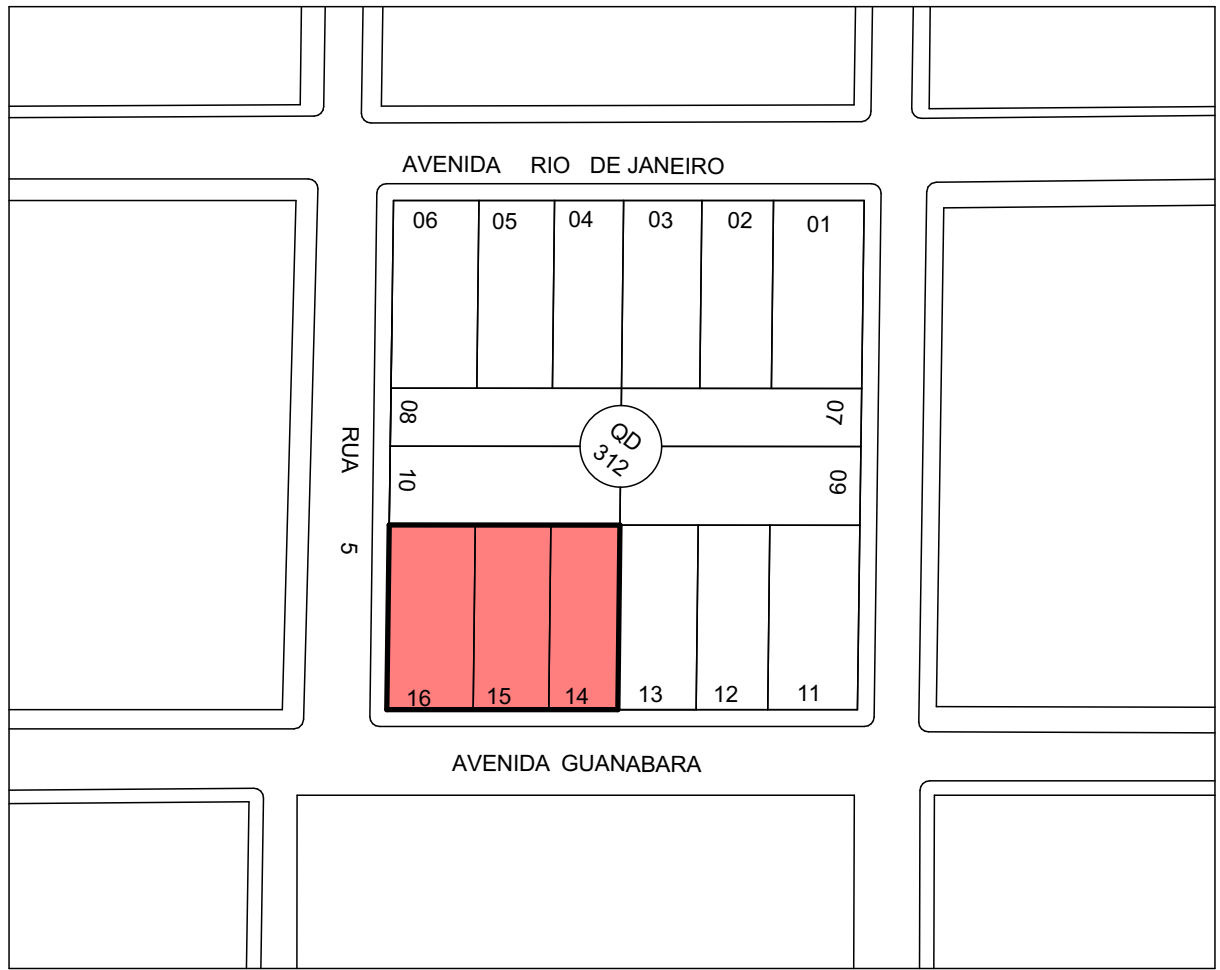 AVENIDA RIO DE JANEIRO
06 05 04 03 02 01
08 07
QD
312
10 09
RUA 5
16 15 14 13 12 11
AVENIDA GUANABARA